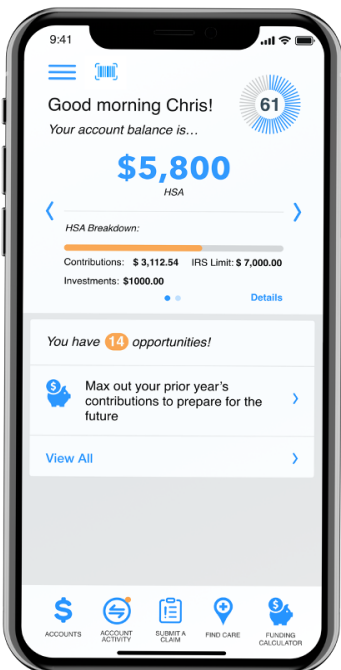 9:41
Good morning Chris!
61
Your account balance is...
$5,800
HSA
HSA Breakdown:
Contributions: $ 3,112.54 IRS Limit: $ 7,000.00
Investments: $1000.00
Details
You have 14 opportunities!
Max out your prior year's
contributions to prepare for the
future
View All
ACCOUNTS
ACCOUNT
ACTIVITY
SUBMIT A
CLAIM
FIND CARE
FUNDING
CALCULATOR